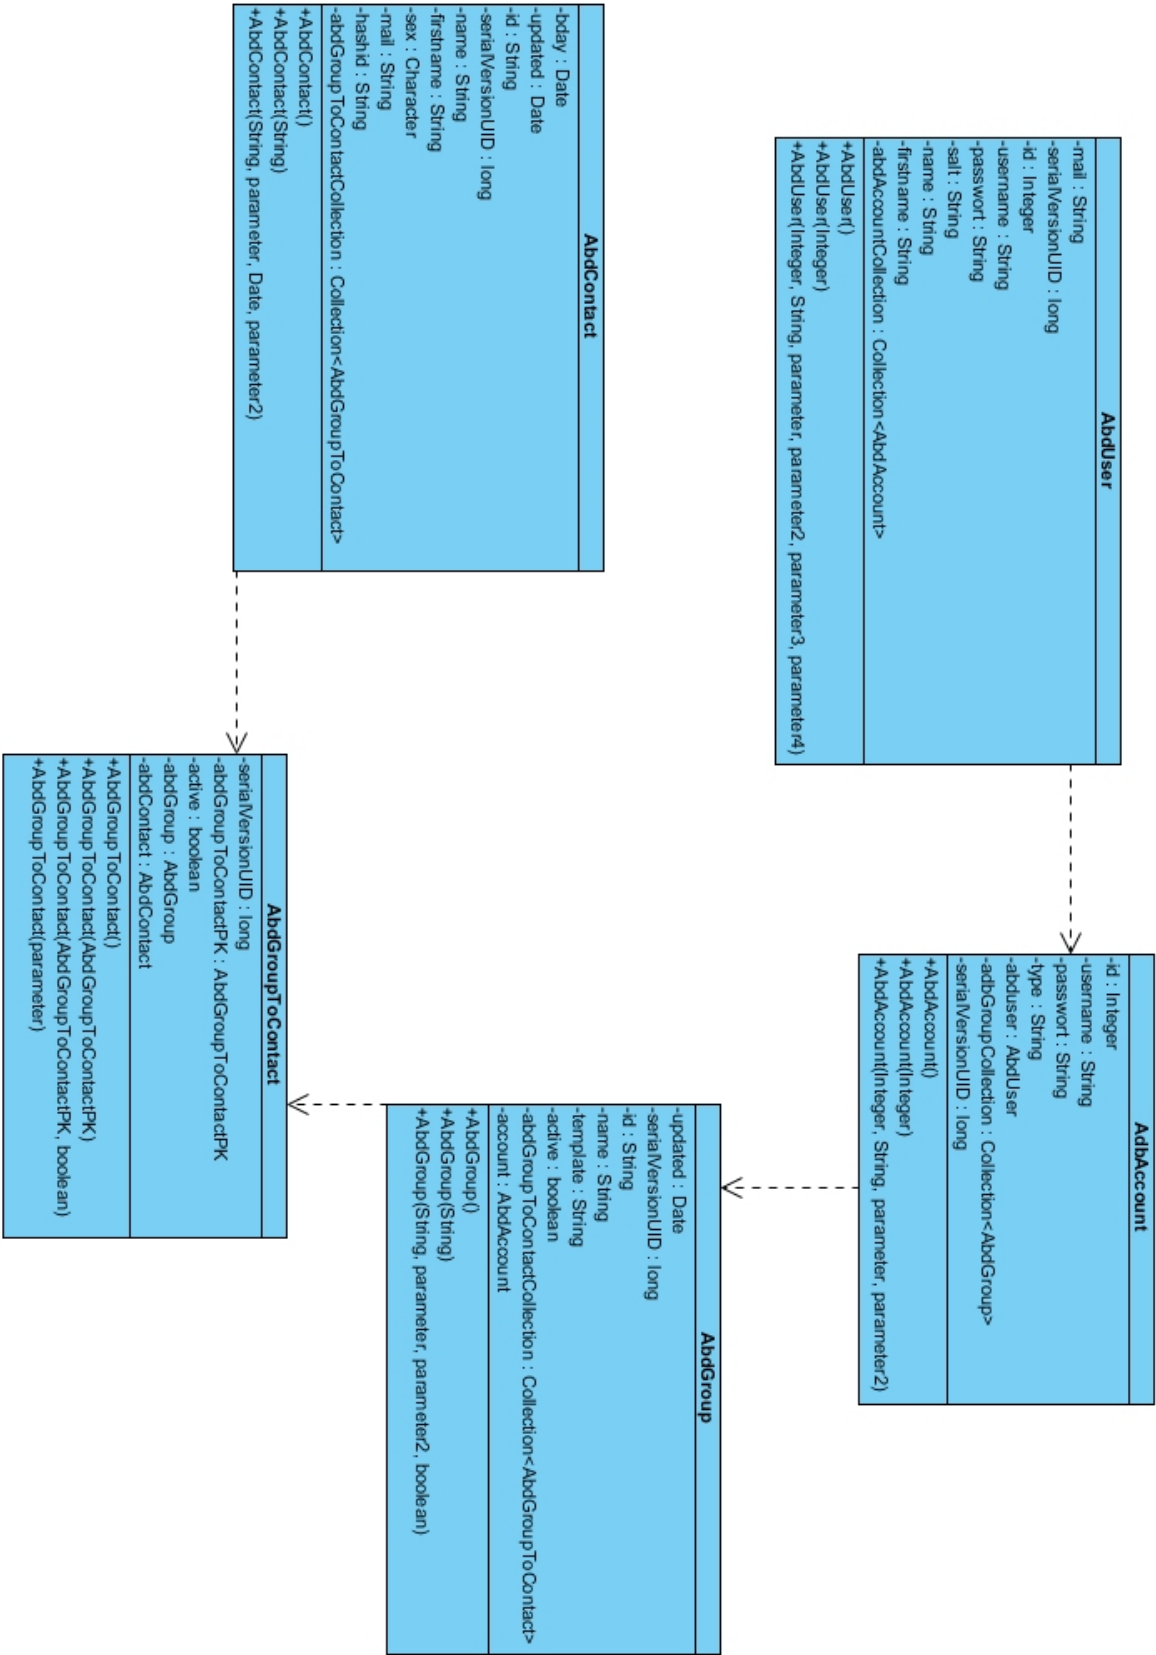 AbdUser
-mail : String
-serialVersionUID : long
-id : Integer
-username : String
-passwort : String
-salt : String
-name : String
-firstname : String
-abdAccountCollection : Collection<AbdAccount>
+AbdUser()
+AbdUser(Integer)
+AbdUser(Integer, String, parameter, parameter2, parameter3, parameter4)
AdbAccount
-id : Integer
-username : String
-passwort : String
-type : String
-abduser : AbdUser
-adbGroupCollection : Collection<AbdGroup>
-serialVersionUID : long
+AbdAccount()
+AbdAccount(Integer)
+AbdAccount(Integer, String, parameter, parameter2)
AbdGroup
-updated : Date
-serialVersionUID : long
-id : String
-name : String
-template : String
-active : boolean
-abdGroupToContactCollection : Collection<AbdGroupToContact>
-account : AbdAccount
+AbdGroup()
+AbdGroup(String)
+AbdGroup(String, parameter, parameter2, boolean)
AbdContact
-bday : Date
-updated : Date
-id : String
-serialVersionUID : long
-name : String
-firstname : String
-sex : Character
-mail : String
-hashid : String
-abdGroupToContactCollection : Collection<AbdGroupToContact>
+AbdContact()
+AbdContact(String)
+AbdContact(String, parameter, Date, parameter2)
AbdGroupToContact
-serialVersionUID : long
-abdGroupToContactPK : AbdGroupToContactPK
-active : boolean
-abdGroup : AbdGroup
-abdContact : AbdContact
+AbdGroupToContact()
+AbdGroupToContact(AbdGroupToContactPK)
+AbdGroupToContact(AbdGroupToContactPK, boolean)
+AbdGroupToContact(parameter)